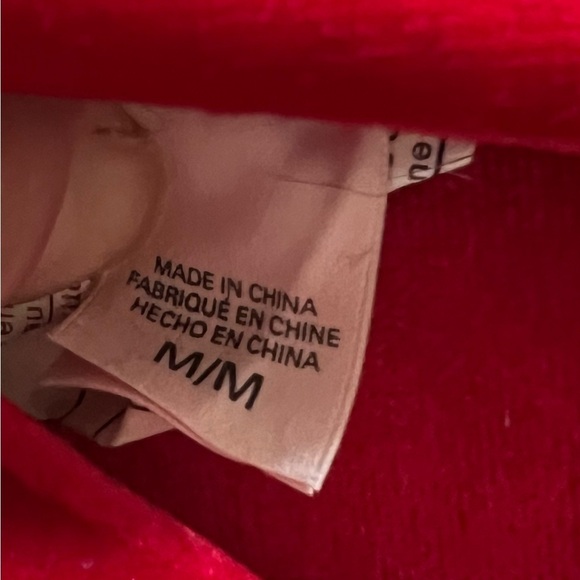 MADE IN CHINA
FABRIQUÉ EN CHINE
HECHO EN CHINA
M/M